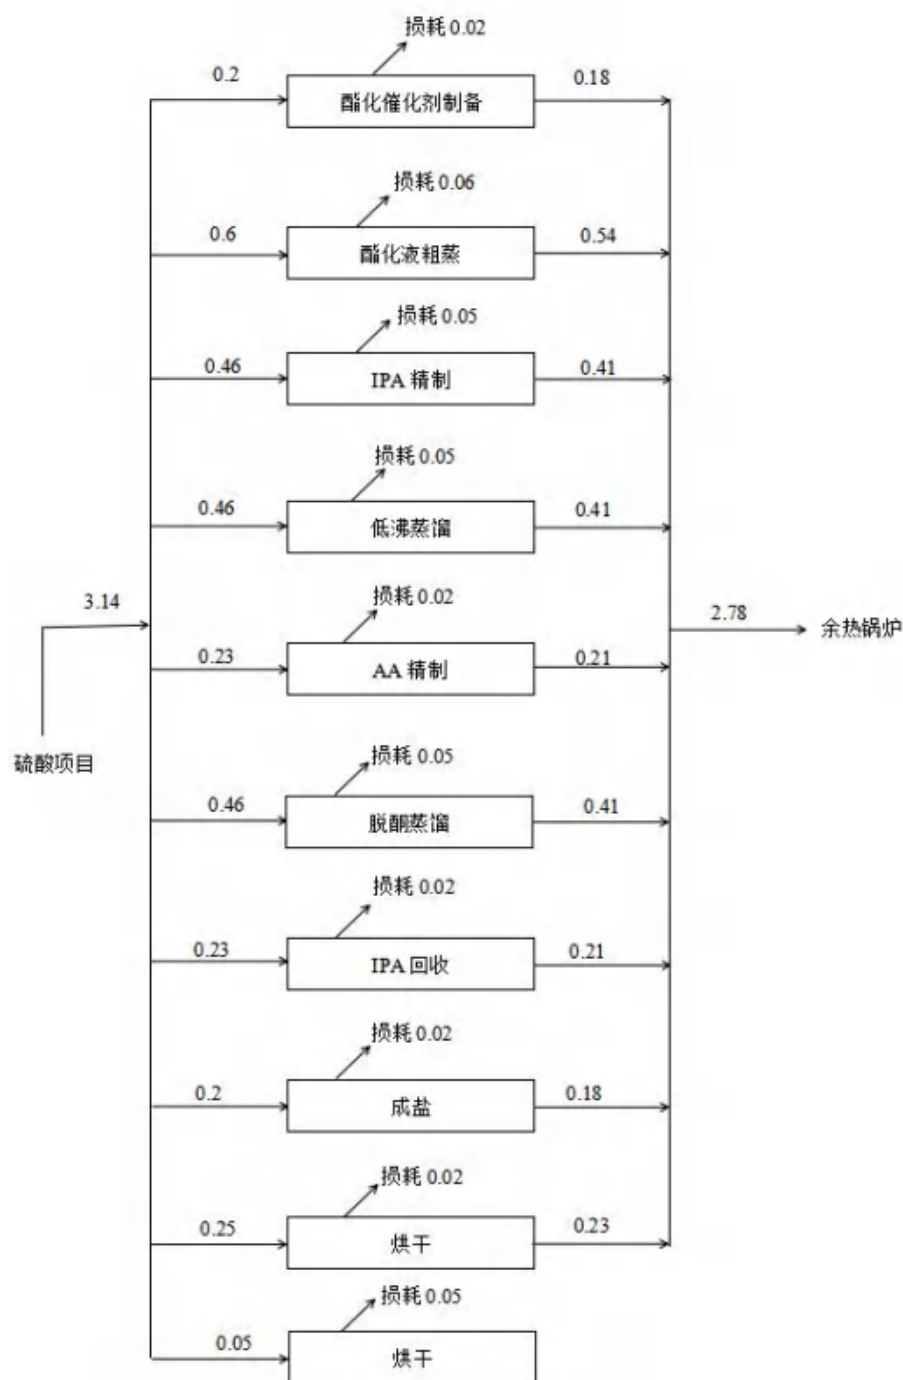 损耗 0.02
0.2
酯化催化剂制备
0.18
损耗 0.06
0.6
酯化液粗蒸
0.54
损耗 0.05
0.46
IPA 精制
0.41
损耗 0.05
0.46
低沸蒸馏
0.41
3.14
硫酸项目
损耗 0.02
0.23
AA 精制
0.21
2.78
余热锅炉
损耗 0.05
0.46
脱酮蒸馏
0.41
损耗 0.02
0.23
IPA 回收
0.21
损耗 0.02
0.2
成盐
0.18
损耗 0.02
0.25
烘干
0.23
损耗 0.05
0.05
烘干